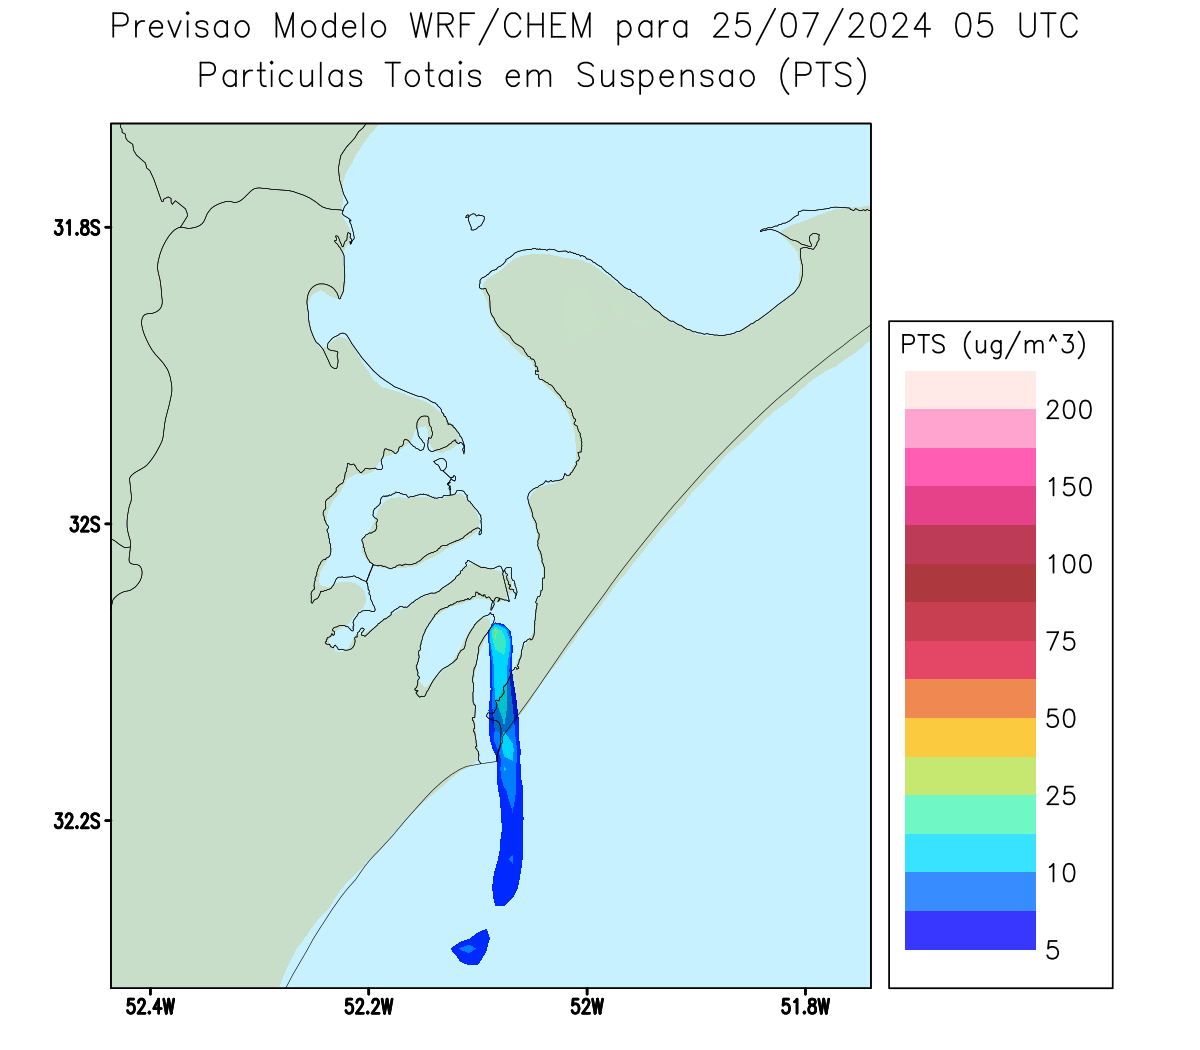 Previsao Modelo WRF/CHEM para 25/07/2024 05 UTC
Particulas Totais em Suspensao (PTS)
31.8S
32S
32.2S
52.4W 52.2W 52W 51.8W
PTS (ug/m^3)
200
150
100
75
50
25
10
5